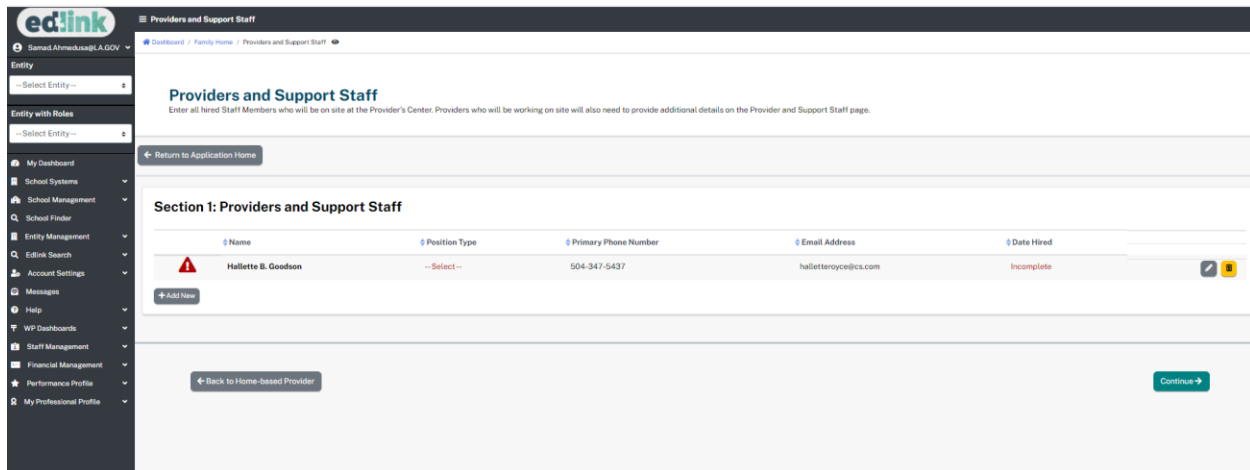 ed:link
Samad.Ahmedusa@LA.GOV
Entity
--Select Entity--
Entity with Roles
--Select Entity--
My Dashboard
School Systems
School Management
School Finder
Entity Management
Edlink Search
Account Settings
Messages
Help
WP Dashboards
Staff Management
Financial Management
Performance Profile
My Professional Profile
Providers and Support Staff
Dashboard / Family Home / Providers and Support Staff
Providers and Support Staff
Enter all hired Staff Members who will be on site at the Provider's Center. Providers who will be working on site will also need to provide additional details on the Provider and Support Staff page.
Return to Application Home
Section 1: Providers and Support Staff
Name Position Type Primary Phone Number Email Address Date Hired
Hallette B. Goodson --Select-- 504-347-5437 halletteroyce@cs.com Incomplete
+ Add New
Back to Home-based Provider
Continue